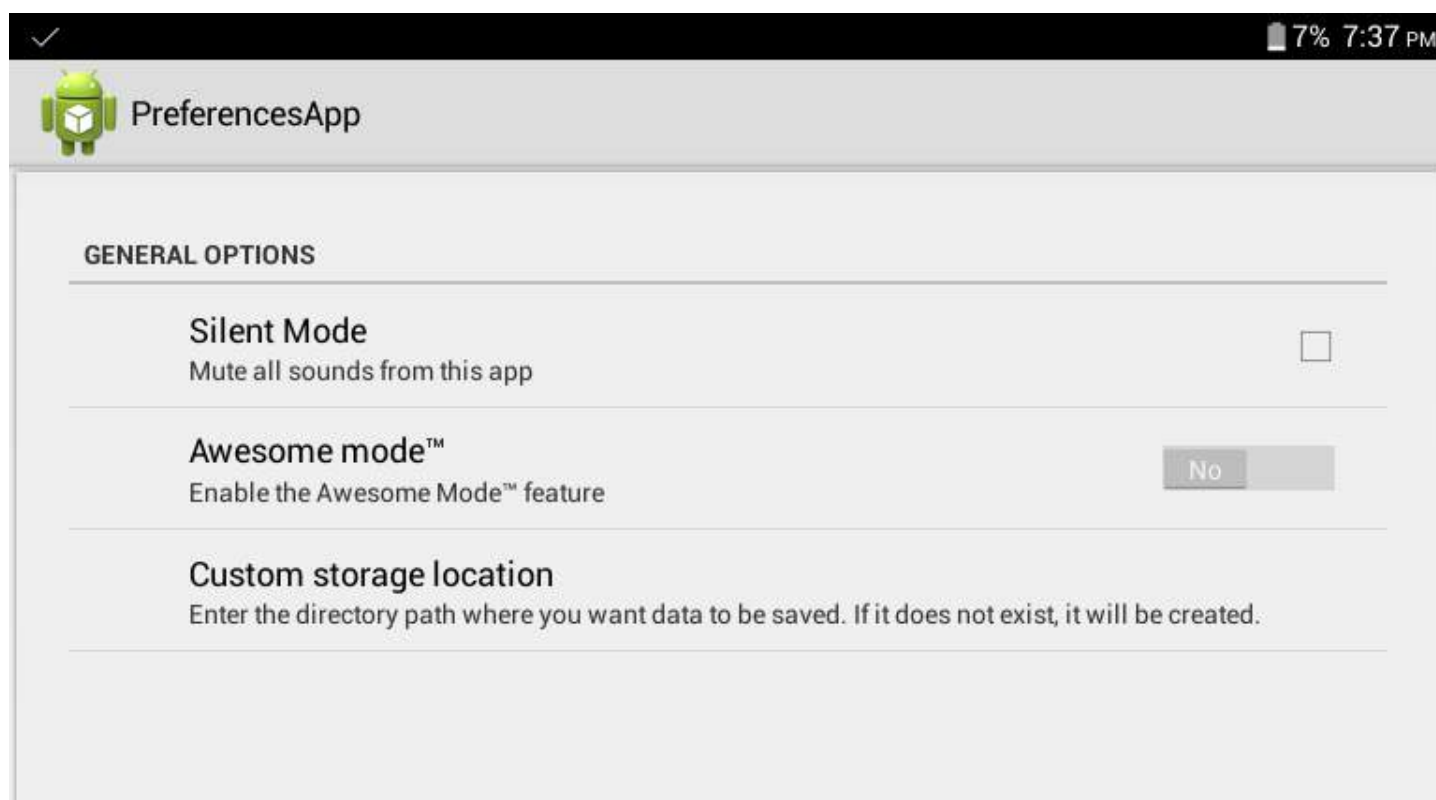 7% 7:37 PM
PreferencesApp
GENERAL OPTIONS
Silent Mode
Mute all sounds from this app
Awesome mode™
No
Enable the Awesome Mode™ feature
Custom storage location
Enter the directory path where you want data to be saved. If it does not exist, it will be created.